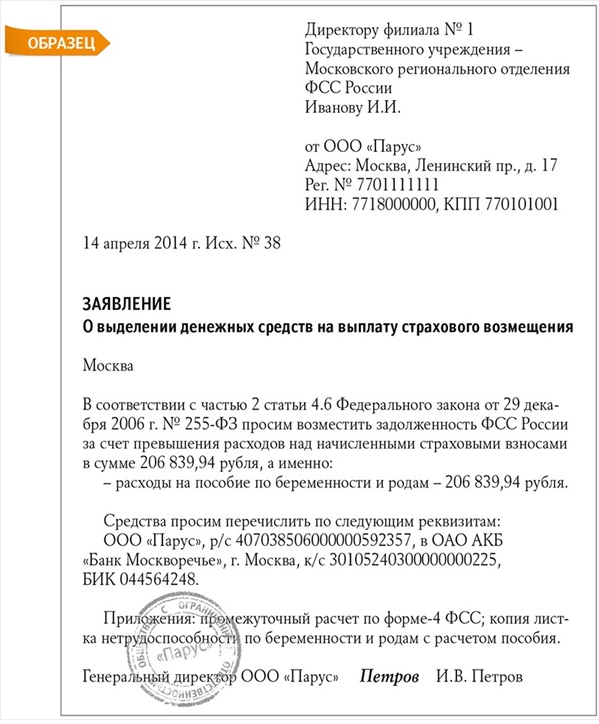 ОБРАЗЕЦ
Директору филиала № 1
Государственного учреждения –
Московского регионального отделения
ФСС России
Иванову И.И.
от ООО «Парус»
Адрес: Москва, Ленинский пр., д. 17
Рег. № 7701111111
ИНН: 7718000000, КПП 770101001
14 апреля 2014 г. Исх. № 38
ЗАЯВЛЕНИЕ
О выделении денежных средств на выплату страхового возмещения
Москва
В соответствии с частью 2 статьи 4.6 Федерального закона от 29 дека-
бря 2006 г. № 255-ФЗ просим возместить задолженность ФСС России
за счет превышения расходов над начисленными страховыми взносами
в сумме 206 839,94 рубля, а именно:
– расходы на пособие по беременности и родам – 206 839,94 рубля.
Средства просим перечислить по следующим реквизитам:
ООО «Парус», р/с 407038506000000592357, в ОАО АКБ
«Банк Москворечье», г. Москва, к/с 30105240300000000225,
БИК 044564248.
Приложения: промежуточный расчет по форме-4 ФСС; копия лист-
ка нетрудоспособности по беременности и родам с расчетом пособия.
ОБЩЕСТВО С ОГРАНИЧЕННОЙ ОТВЕТСТВЕННОСТЬЮ
«Парус»
Генеральный директор ООО «Парус» Петров И.В. Петров